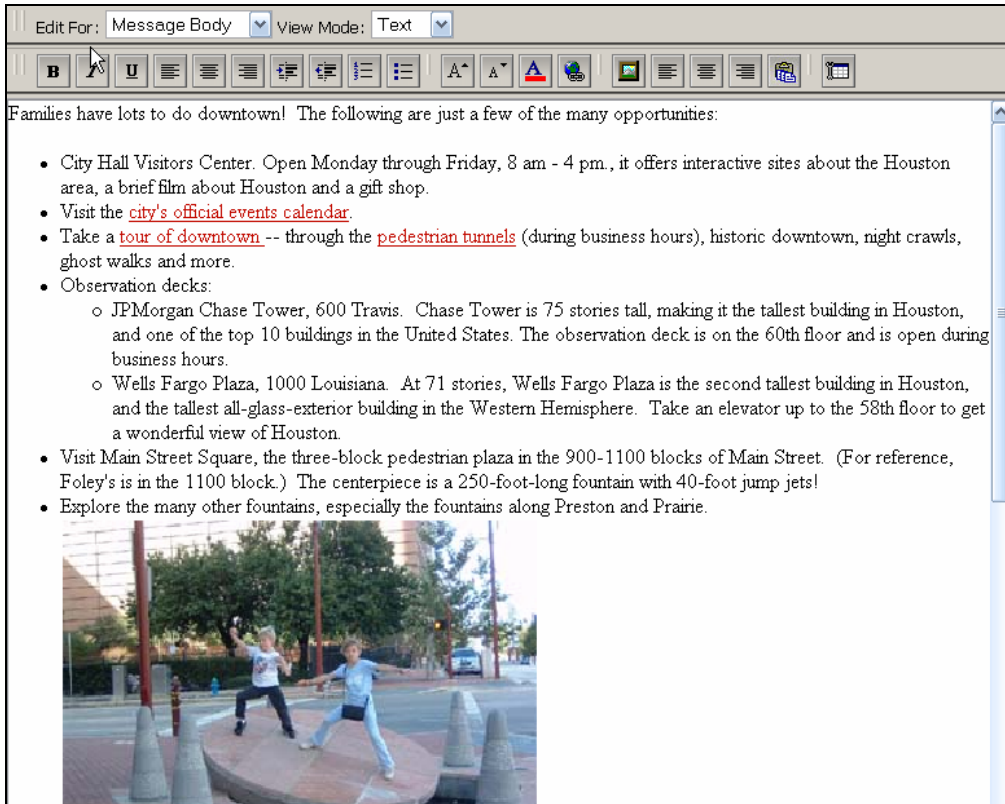 Edit For: Message Body View Mode: Text
B I U A A A
Families have lots to do downtown!  The following are just a few of the many opportunities:
City Hall Visitors Center. Open Monday through Friday, 8 am - 4 pm., it offers interactive sites about the Houston
area, a brief film about Houston and a gift shop.
Visit the city's official events calendar.
Take a tour of downtown -- through the pedestrian tunnels (during business hours), historic downtown, night crawls,
ghost walks and more.
Observation decks:
JPMorgan Chase Tower, 600 Travis.  Chase Tower is 75 stories tall, making it the tallest building in Houston,
and one of the top 10 buildings in the United States. The observation deck is on the 60th floor and is open during
business hours.
Wells Fargo Plaza, 1000 Louisiana.  At 71 stories, Wells Fargo Plaza is the second tallest building in Houston,
and the tallest all-glass-exterior building in the Western Hemisphere.  Take an elevator up to the 58th floor to get
a wonderful view of Houston.
Visit Main Street Square, the three-block pedestrian plaza in the 900-1100 blocks of Main Street.  (For reference,
Foley's is in the 1100 block.)  The centerpiece is a 250-foot-long fountain with 40-foot jump jets!
Explore the many other fountains, especially the fountains along Preston and Prairie.